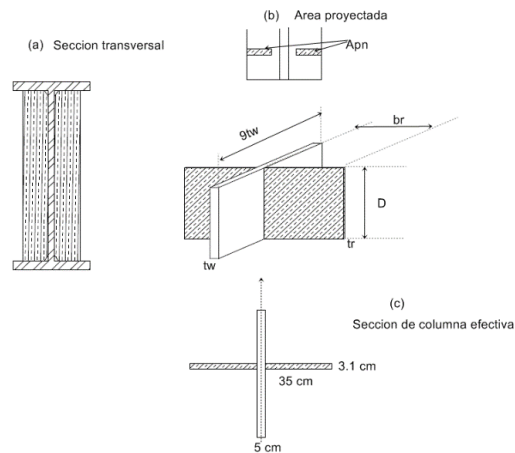 (b) Area proyectada
(a) Seccion transversal
Apn
9tw
br
D
tr
tw
(c)
Seccion de columna efectiva
3.1 cm
35 cm
5 cm